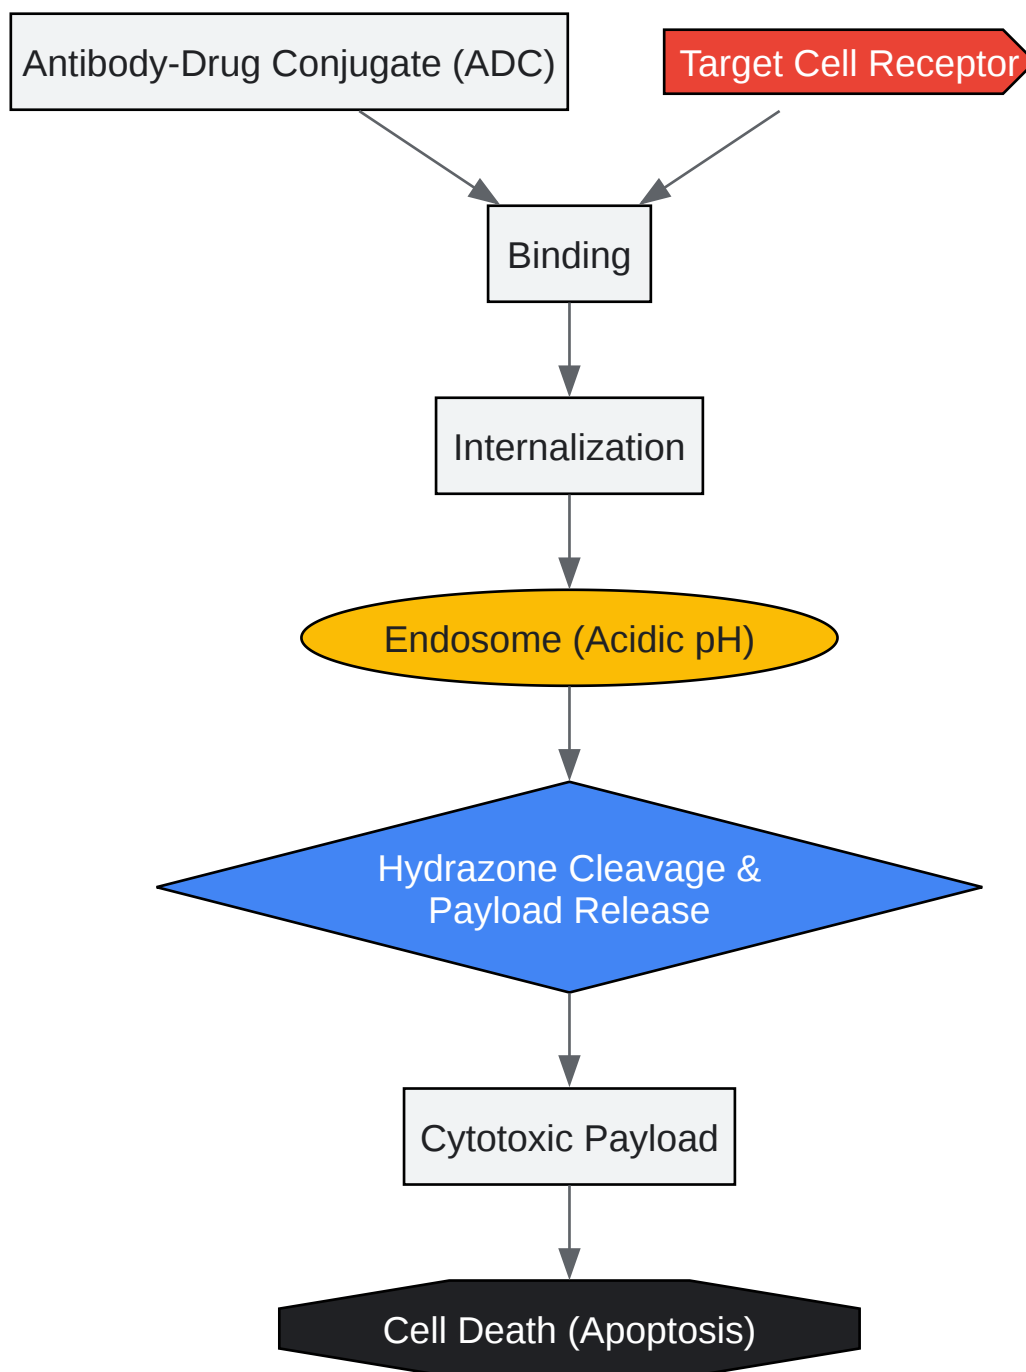 Antibody-Drug Conjugate (ADC)
Target Cell Receptor
Binding
Internalization
Endosome (Acidic pH)
Hydrazone Cleavage &
Payload Release
Cytotoxic Payload
Cell Death (Apoptosis)